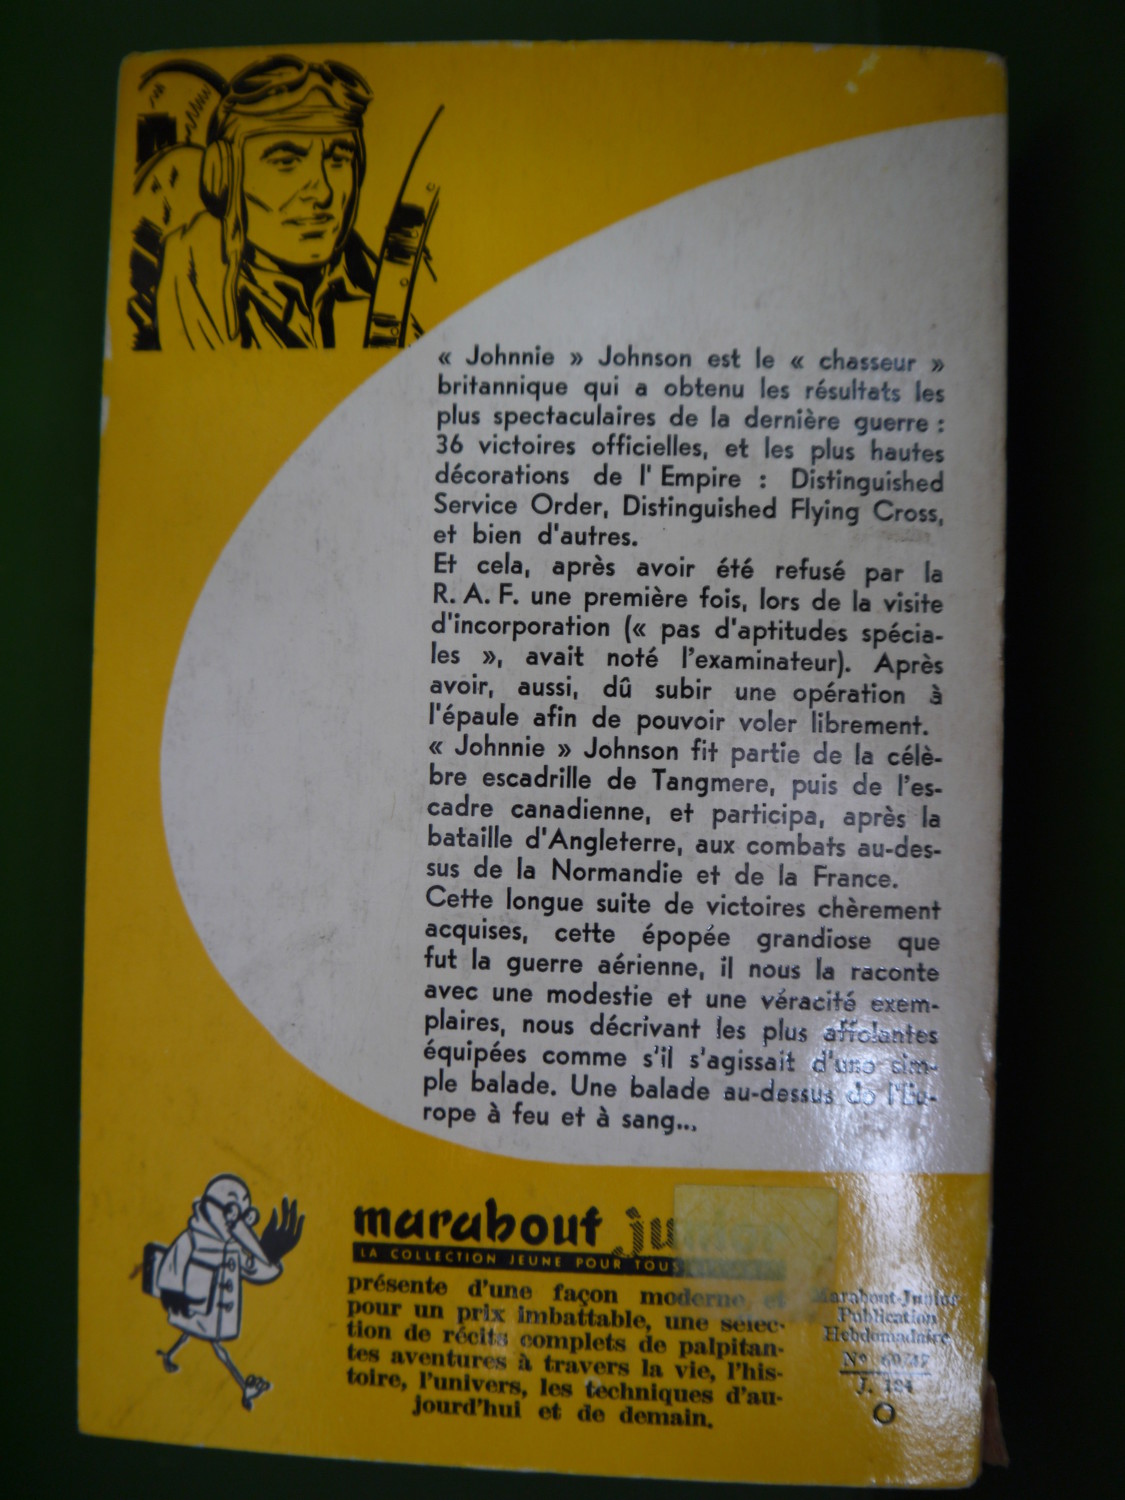 « Johnnie » Johnson est le « chasseur »
britannique qui a obtenu les résultats les
plus spectaculaires de la dernière guerre :
36 victoires officielles, et les plus hautes
décorations de l' Empire : Distinguished
Service Order, Distinguished Flying Cross,
et bien d'autres.
Et cela, après avoir été refusé par la
R. A. F. une première fois, lors de la visite
d'incorporation (« pas d'aptitudes spécia-
les », avait noté l'examinateur). Après
avoir, aussi, dû subir une opération à
l'épaule afin de pouvoir voler librement.
« Johnnie » Johnson fit partie de la célè-
bre escadrille de Tangmere, puis de l'es-
cadre canadienne, et participa, après la
bataille d'Angleterre, aux combats au-des-
sus de la Normandie et de la France.
Cette longue suite de victoires chèrement
acquises, cette épopée grandiose que
fut la guerre aérienne, il nous la raconte
avec une modestie et une véracité exem-
plaires, nous décrivant les plus affolantes
équipées comme s'il s'agissait d'une sim-
ple balade. Une balade au-dessus de l'Eu-
rope à feu et à sang...
marabout junior
LA COLLECTION JEUNE POUR TOUS
présente d'une façon moderne, et
pour un prix imbattable, une sélec-
tion de récits complets de palpitan-
tes aventures à travers la vie, l'his-
toire, l'univers, les techniques d'au-
jourd'hui et de demain.
Marabout-Junior
Publication
Hebdomadaire
No
J. 194
O